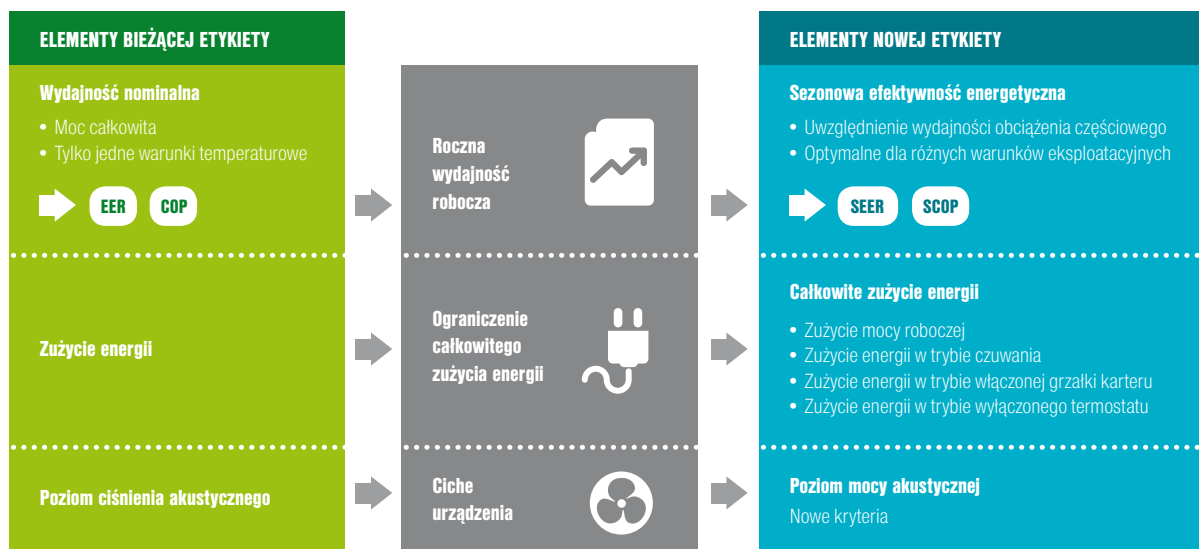 ELEMENTY BIEŻĄCEJ ETYKIETY
Wydajność nominalna
• Moc całkowita
• Tylko jedne warunki temperaturowe
EER COP
Zużycie energii
Poziom ciśnienia akustycznego
Roczna
wydajność
robocza
Ograniczenie
całkowitego
zużycia energii
Ciche
urządzenia
ELEMENTY NOWEJ ETYKIETY
Sezonowa efektywność energetyczna
• Uwzględnienie wydajności obciążenia częściowego
• Optymalne dla różnych warunków eksploatacyjnych
SEER SCOP
Całkowite zużycie energii
• Zużycie mocy roboczej
• Zużycie energii w trybie czuwania
• Zużycie energii w trybie włączonej grzałki karteru
• Zużycie energii w trybie wyłączonego termostatu
Poziom mocy akustycznej
Nowe kryteria